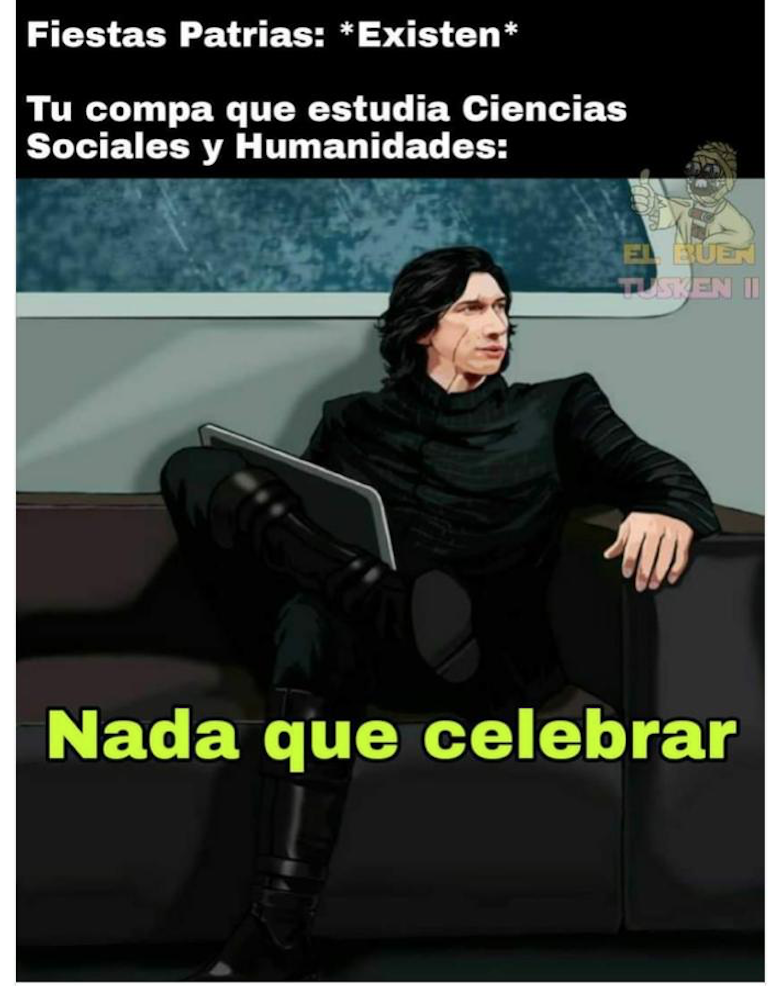 Fiestas Patrias: *Existen*
Tu compa que estudia Ciencias
Sociales y Humanidades:
EL BUEN
TUSKEN II
Nada que celebrar